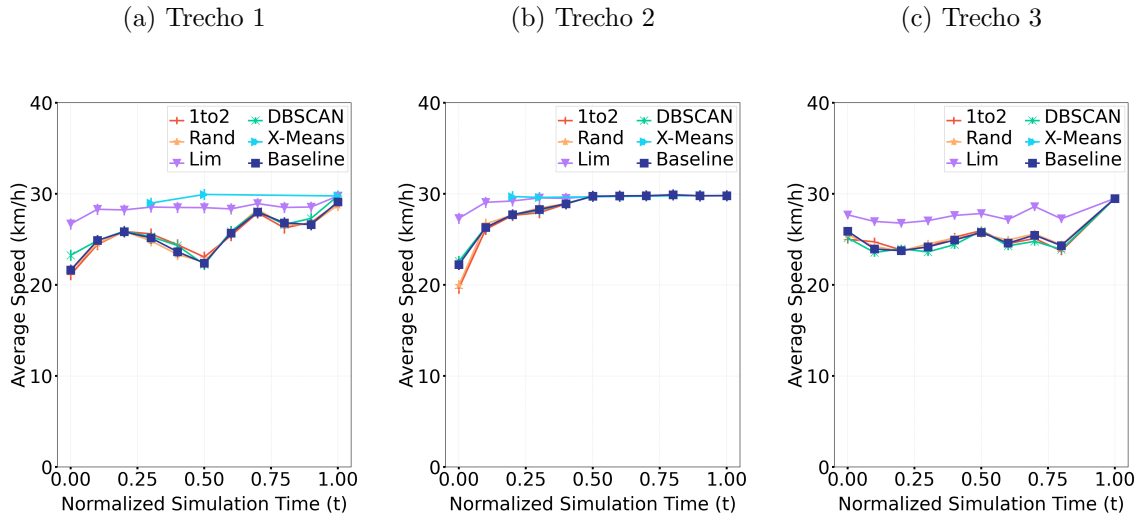 (a) Trecho 1
(b) Trecho 2
(c) Trecho 3
Average Speed (km/h)
40
30
20
10
0
1to2
Rand
Lim
DBSCAN
X-Means
Baseline
0.00 0.25 0.50 0.75 1.00
Normalized Simulation Time (t)
Average Speed (km/h)
40
30
20
10
0
1to2
Rand
Lim
DBSCAN
X-Means
Baseline
0.00 0.25 0.50 0.75 1.00
Normalized Simulation Time (t)
Average Speed (km/h)
40
30
20
10
0
1to2
Rand
Lim
DBSCAN
X-Means
Baseline
0.00 0.25 0.50 0.75 1.00
Normalized Simulation Time (t)